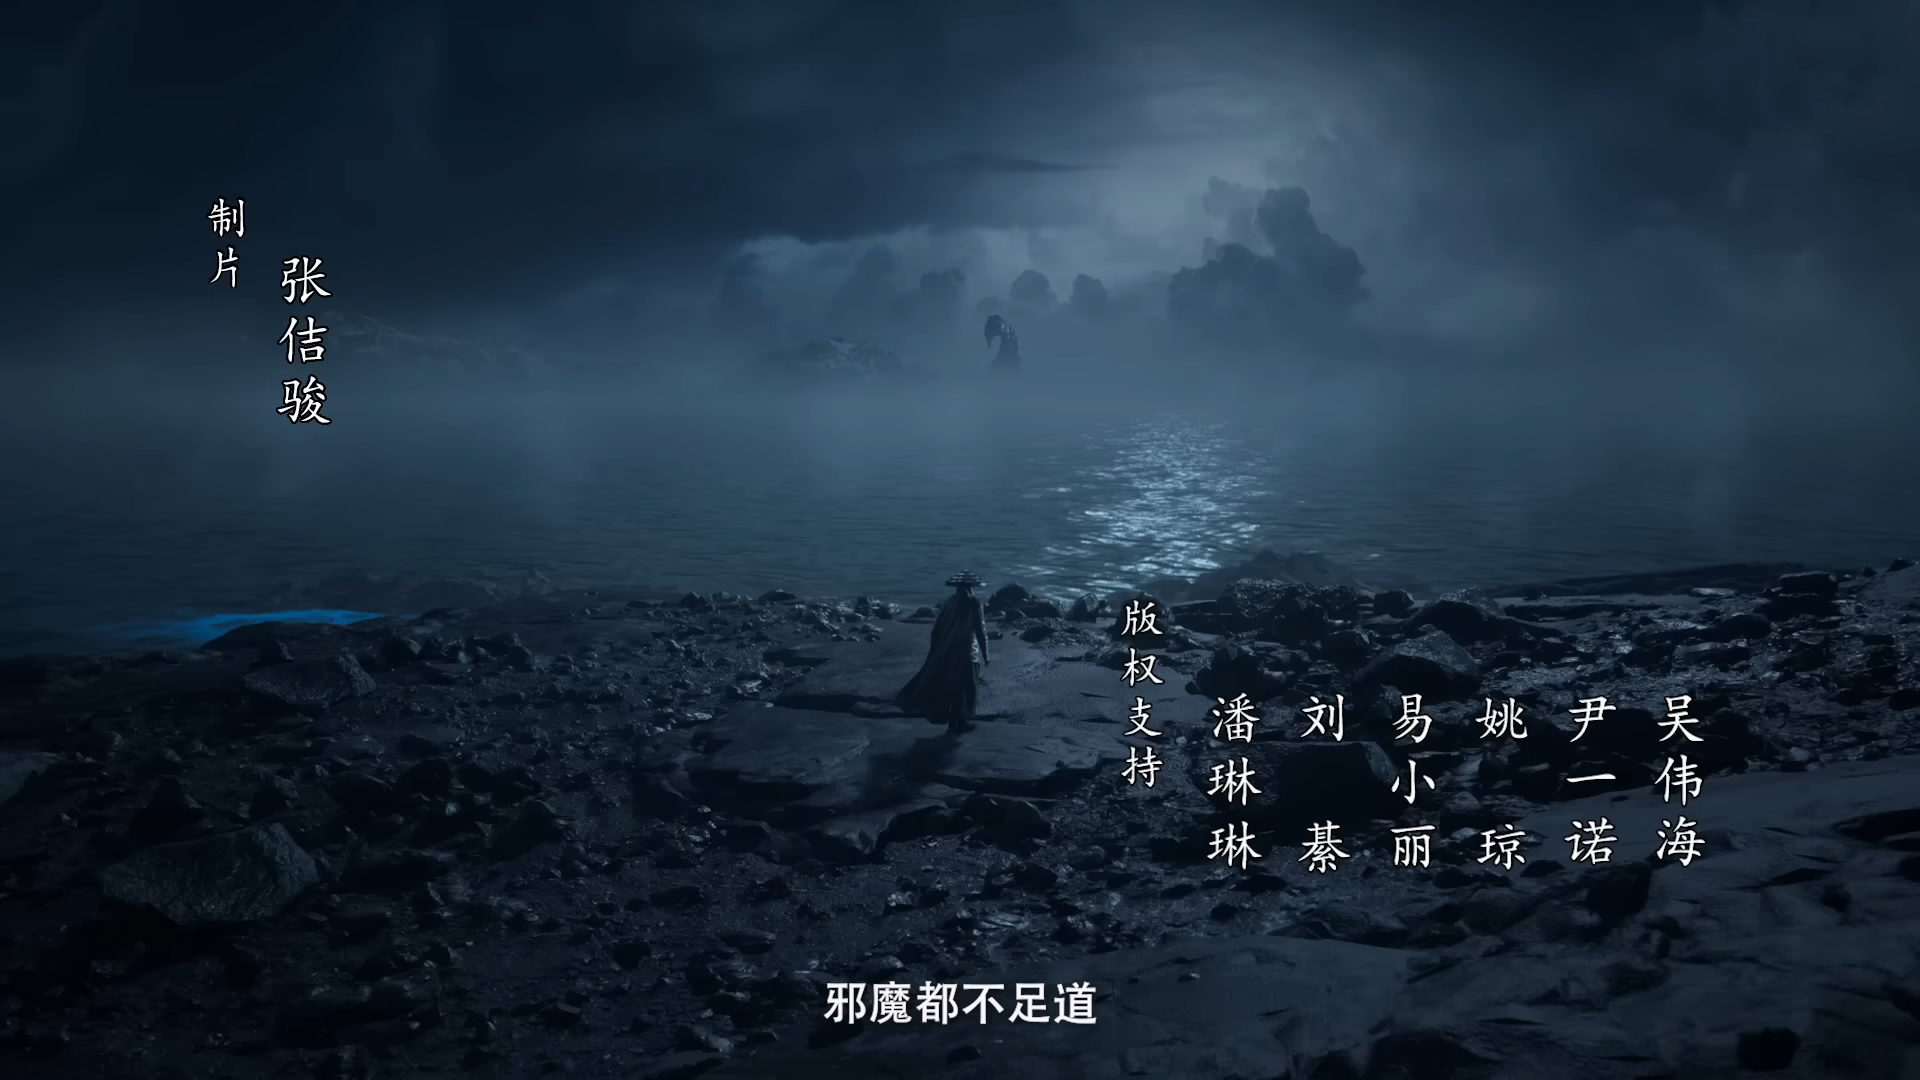 制片
张佶骏
版权支持
潘琳琳
刘綦
易小丽
姚琼
尹一诺
吴伟海
邪魔都不足道